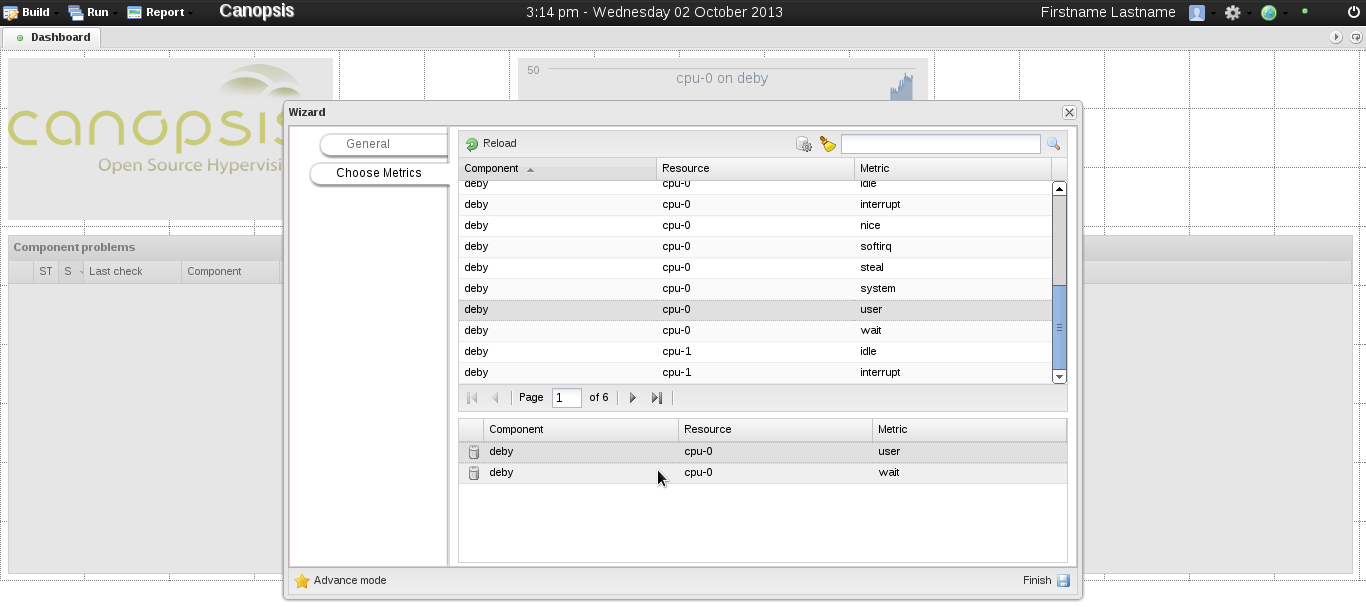 Build Run Report Canopsis 3:14 pm - Wednesday 02 October 2013 Firstname Lastname
Dashboard
canopsis
Open Source Hypervisi
50
cpu-0 on deby
Component problems
ST S Last check Component
Wizard
General
Choose Metrics
Reload
Component Resource Metric
deby cpu-0 idle
deby cpu-0 interrupt
deby cpu-0 nice
deby cpu-0 softirq
deby cpu-0 steal
deby cpu-0 system
deby cpu-0 user
deby cpu-0 wait
deby cpu-1 idle
deby cpu-1 interrupt
Page 1 of 6
Component Resource Metric
deby cpu-0 user
deby cpu-0 wait
Advance mode Finish